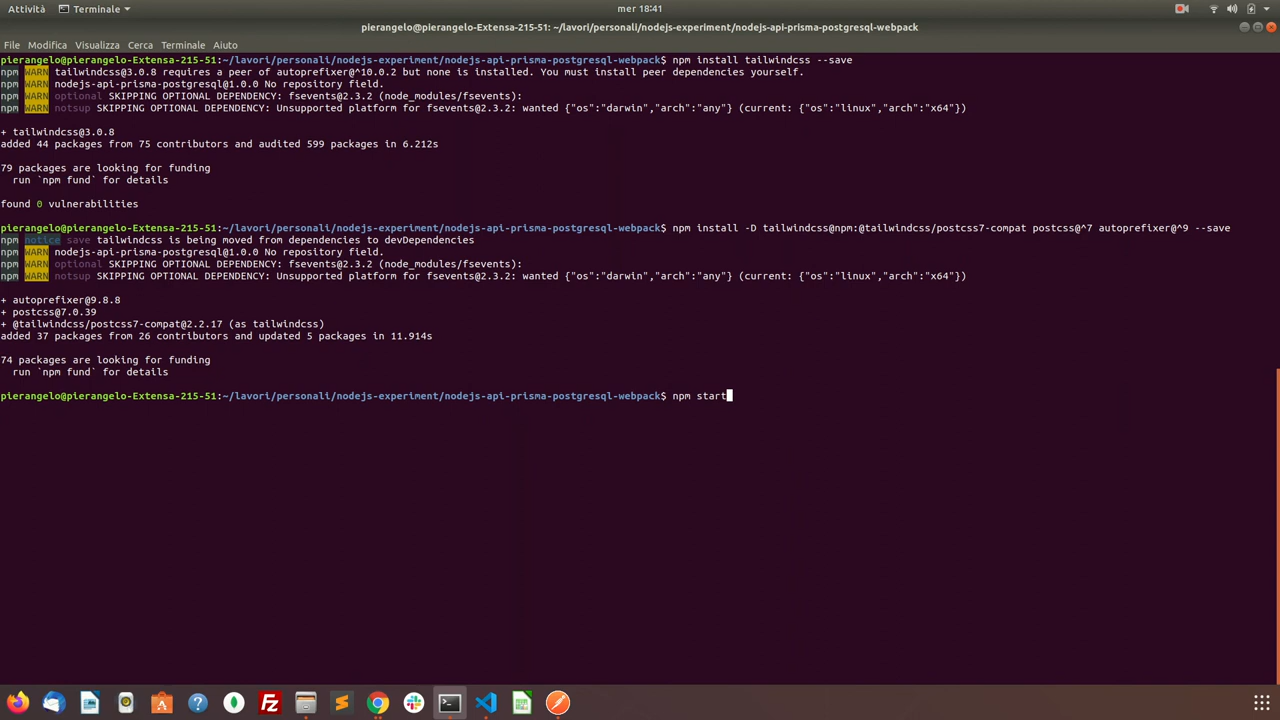 Attività
Terminale
mer 18:41
pierangelo@pierangelo-Extensa-215-51: ~/lavori/personali/nodejs-experiment/nodejs-api-prisma-postgresql-webpack
File Modifica Visualizza Cerca Terminale Aiuto
pierangelo@pierangelo-Extensa-215-51:~/lavori/personali/nodejs-experiment/nodejs-api-prisma-postgresql-webpack$ npm install tailwindcss --save
npm WARN tailwindcss@3.0.8 requires a peer of autoprefixer@^10.0.2 but none is installed. You must install peer dependencies yourself.
npm WARN nodejs-api-prisma-postgresql@1.0.0 No repository field.
npm WARN optional SKIPPING OPTIONAL DEPENDENCY: fsevents@2.3.2 (node_modules/fsevents):
npm WARN notsup SKIPPING OPTIONAL DEPENDENCY: Unsupported platform for fsevents@2.3.2: wanted {"os":"darwin","arch":"any"} (current: {"os":"linux","arch":"x64"})
+ tailwindcss@3.0.8
added 44 packages from 75 contributors and audited 599 packages in 6.212s
79 packages are looking for funding
run `npm fund` for details
found 0 vulnerabilities
pierangelo@pierangelo-Extensa-215-51:~/lavori/personali/nodejs-experiment/nodejs-api-prisma-postgresql-webpack$ npm install -D tailwindcss@npm:@tailwindcss/postcss7-compat postcss@^7 autoprefixer@^9 --save
npm notice save tailwindcss is being moved from dependencies to devDependencies
npm WARN nodejs-api-prisma-postgresql@1.0.0 No repository field.
npm WARN optional SKIPPING OPTIONAL DEPENDENCY: fsevents@2.3.2 (node_modules/fsevents):
npm WARN notsup SKIPPING OPTIONAL DEPENDENCY: Unsupported platform for fsevents@2.3.2: wanted {"os":"darwin","arch":"any"} (current: {"os":"linux","arch":"x64"})
+ autoprefixer@9.8.8
+ postcss@7.0.39
+ @tailwindcss/postcss7-compat@2.2.17 (as tailwindcss)
added 37 packages from 26 contributors and updated 5 packages in 11.914s
74 packages are looking for funding
run `npm fund` for details
pierangelo@pierangelo-Extensa-215-51:~/lavori/personali/nodejs-experiment/nodejs-api-prisma-postgresql-webpack$ npm start